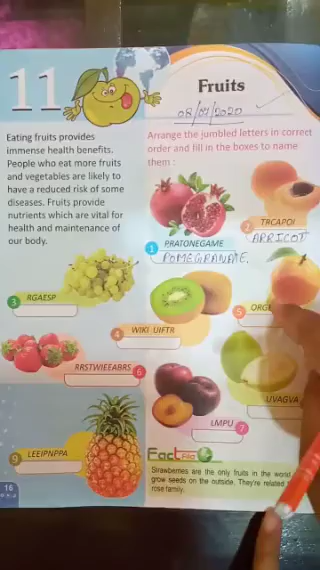 11
Fruits
08/07/2020
Eating fruits provides
immense health benefits.
People who eat more fruits
and vegetables are likely to
have a reduced risk of some
diseases. Fruits provide
nutrients which are vital for
health and maintenance of
our body.
Arrange the jumbled letters in correct
order and fill in the boxes to name
them :
1 PRATONEGAME
POMEGRANATE.
2 TRCAPOI
APRICOT
3 RGAESP
4 WIKI UIFTR
5 ORGE
RRSTWIEEABRS 6
LMPU 7
UVAGVA
9 LEEIPNPPA
Fact File
Strawberries are the only fruits in the world
grow seeds on the outside. They're related
rose family.
16